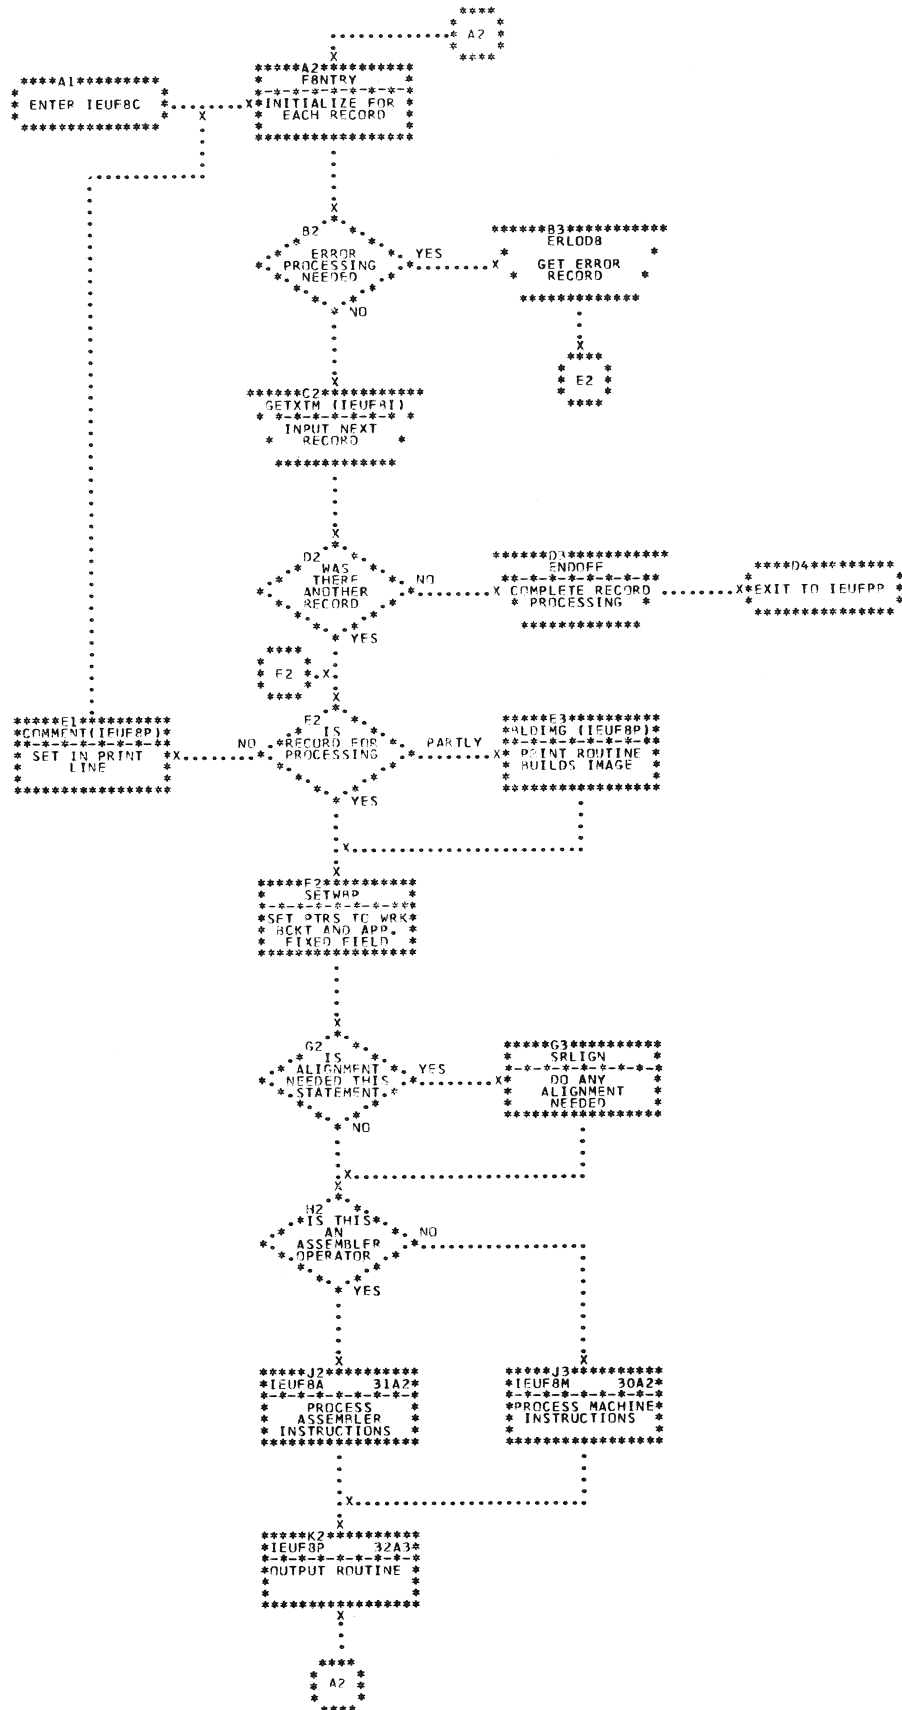 A2
A1
ENTER IEUF8C
A2
F8NTRY
INITIALIZE FOR
EACH RECORD
B2
ERROR
PROCESSING
NEEDED
YES
NO
B3
ERLOD8
GET ERROR
RECORD
E2
C2
GETXTM (IEUF8I)
INPUT NEXT
RECORD
D2
WAS
THERE
ANOTHER
RECORD
NO
YES
D3
ENDOFF
COMPLETE RECORD
PROCESSING
D4
EXIT TO IEUFPP
E2
E1
COMMENT(IEUF8P)
SET IN PRINT
LINE
E2
IS
RECORD FOR
PROCESSING
NO
PARTLY
YES
E3
BLDIMG (IEUF8P)
PRINT ROUTINE
BUILDS IMAGE
F2
SETWBP
SET PTRS TO WRK
BCKT AND APP.
FIXED FIELD
G2
IS
ALIGNMENT
NEEDED THIS
STATEMENT
YES
NO
G3
SRLIGN
DO ANY
ALIGNMENT
NEEDED
H2
IS THIS
AN
ASSEMBLER
OPERATOR
NO
YES
J2
IEUF8A 31A2
PROCESS
ASSEMBLER
INSTRUCTIONS
J3
IEUF8M 30A2
PROCESS MACHINE
INSTRUCTIONS
K2
IEUF8P 32A3
OUTPUT ROUTINE
A2